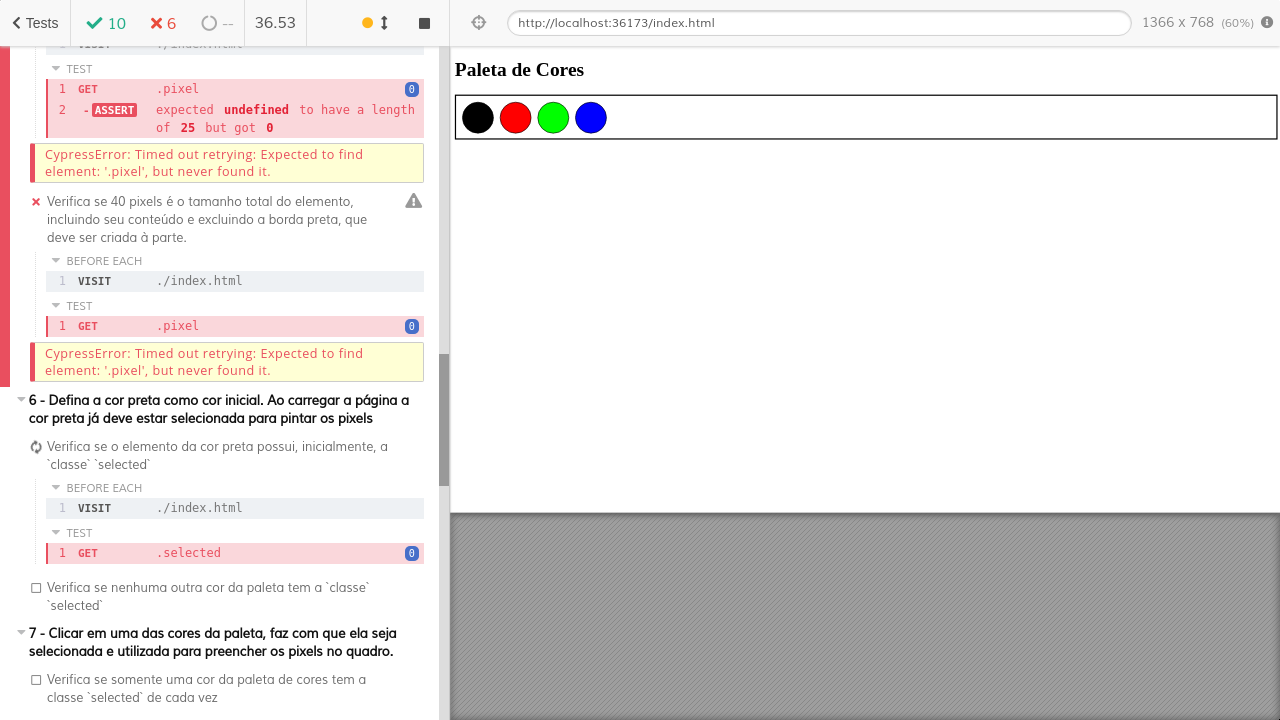 Tests
10
6
--
36.53
http://localhost:36173/index.html
1366 x 768 (60%)
1 VISIT ./index.html
TEST
1 GET .pixel 0
2 -ASSERT expected undefined to have a length
of 25 but got 0
CypressError: Timed out retrying: Expected to find
element: '.pixel', but never found it.
Verifica se 40 pixels é o tamanho total do elemento,
incluindo seu conteúdo e excluindo a borda preta, que
deve ser criada à parte.
BEFORE EACH
1 VISIT ./index.html
TEST
1 GET .pixel 0
CypressError: Timed out retrying: Expected to find
element: '.pixel', but never found it.
6 - Defina a cor preta como cor inicial. Ao carregar a página a
cor preta já deve estar selecionada para pintar os pixels
Verifica se o elemento da cor preta possui, inicialmente, a
`classe` `selected`
BEFORE EACH
1 VISIT ./index.html
TEST
1 GET .selected 0
Verifica se nenhuma outra cor da paleta tem a `classe`
`selected`
7 - Clicar em uma das cores da paleta, faz com que ela seja
selecionada e utilizada para preencher os pixels no quadro.
Verifica se somente uma cor da paleta de cores tem a
classe `selected` de cada vez
Paleta de Cores